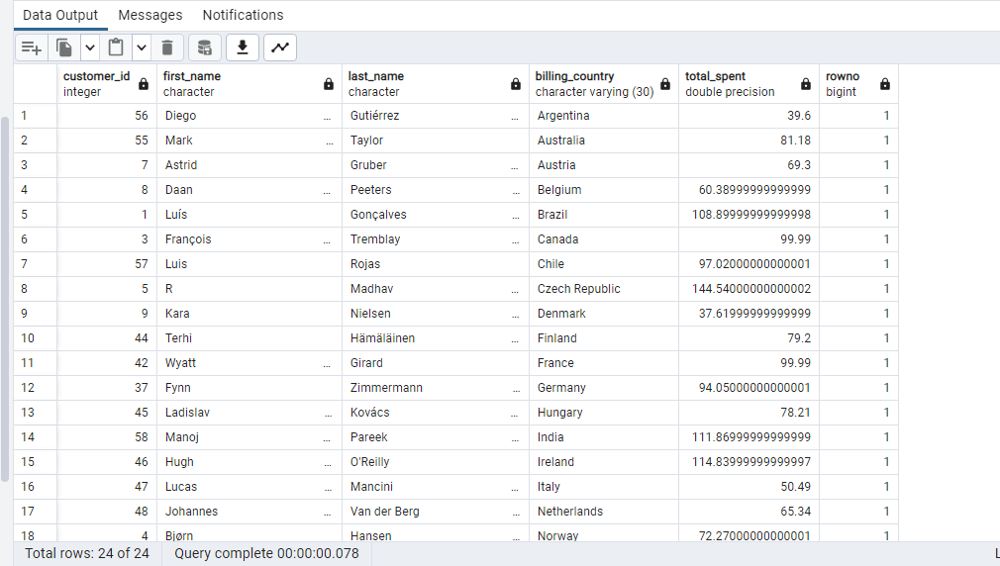 Data Output Messages Notifications
customer_id first_name last_name billing_country total_spent rowno
integer character character character varying (30) double precision bigint
1 56 Diego ... Gutiérrez ... Argentina 39.6 1
2 55 Mark ... Taylor Australia 81.18 1
3 7 Astrid Gruber ... Austria 69.3 1
4 8 Daan ... Peeters ... Belgium 60.38999999999999 1
5 1 Luís Gonçalves ... Brazil 108.89999999999998 1
6 3 François ... Tremblay ... Canada 99.99 1
7 57 Luis Rojas Chile 97.02000000000001 1
8 5 R Madhav ... Czech Republic 144.54000000000002 1
9 9 Kara Nielsen ... Denmark 37.61999999999999 1
10 44 Terhi Hämäläinen ... Finland 79.2 1
11 42 Wyatt ... Girard France 99.99 1
12 37 Fynn Zimmermann ... Germany 94.05000000000001 1
13 45 Ladislav ... Kovács ... Hungary 78.21 1
14 58 Manoj ... Pareek ... India 111.86999999999999 1
15 46 Hugh ... O'Reilly Ireland 114.83999999999997 1
16 47 Lucas ... Mancini ... Italy 50.49 1
17 48 Johannes ... Van der Berg ... Netherlands 65.34 1
18 4 Bjørn Hansen ... Norway 72.27000000000001 1
Total rows: 24 of 24 Query complete 00:00:00.078 L